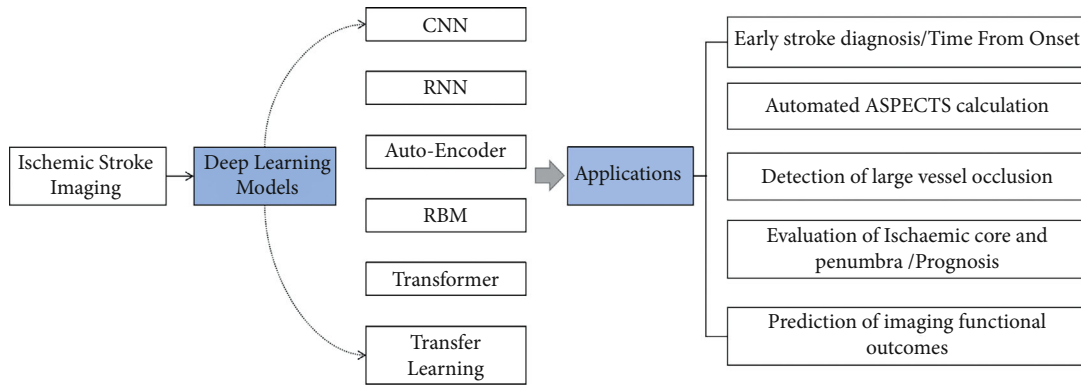 Ischemic Stroke
Imaging
Deep Learning
Models
CNN
RNN
Auto-Encoder
RBM
Transformer
Transfer
Learning
Applications
Early stroke diagnosis/Time From Onset
Automated ASPECTS calculation
Detection of large vessel occlusion
Evaluation of Ischaemic core and
penumbra /Prognosis
Prediction of imaging functional
outcomes